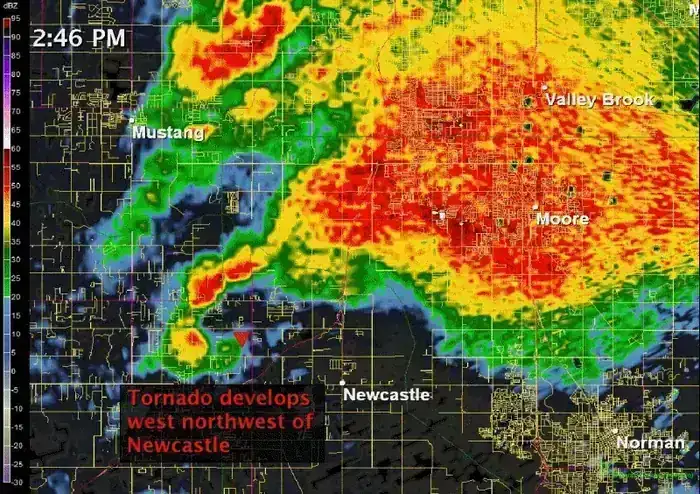 dBZ
2:46 PM
M
95
90
85
80
75
70
65
60
55
50
45
40
35
30
25
20
15
10
5
0
-5
-10
-15
-20
-25
-30
Valley Brook
Mustang
Moore
Newcastle
Norman
Tornado develops
west northwest of
Newcastle